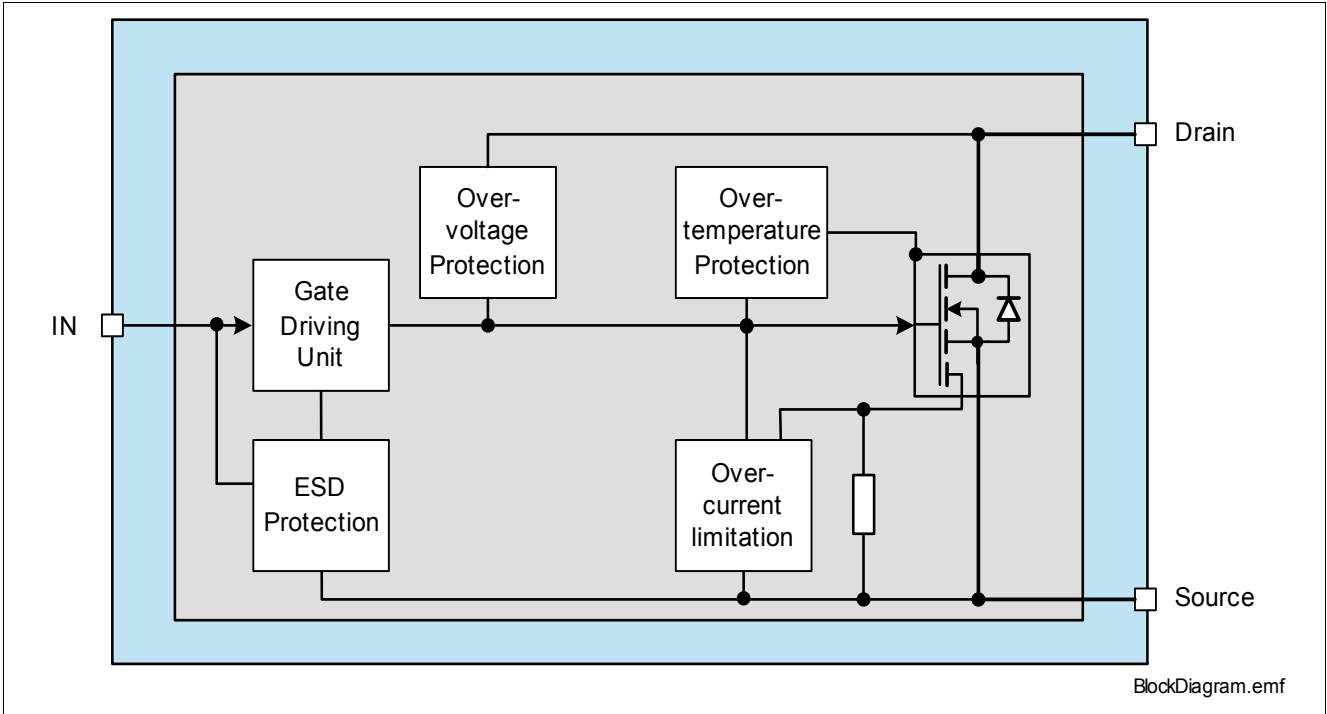 Drain
Over-
voltage
Protection
Over-
temperature
Protection
Gate
Driving
Unit
IN
ESD
Protection
Over-
current
limitation
Source
BlockDiagram.emf